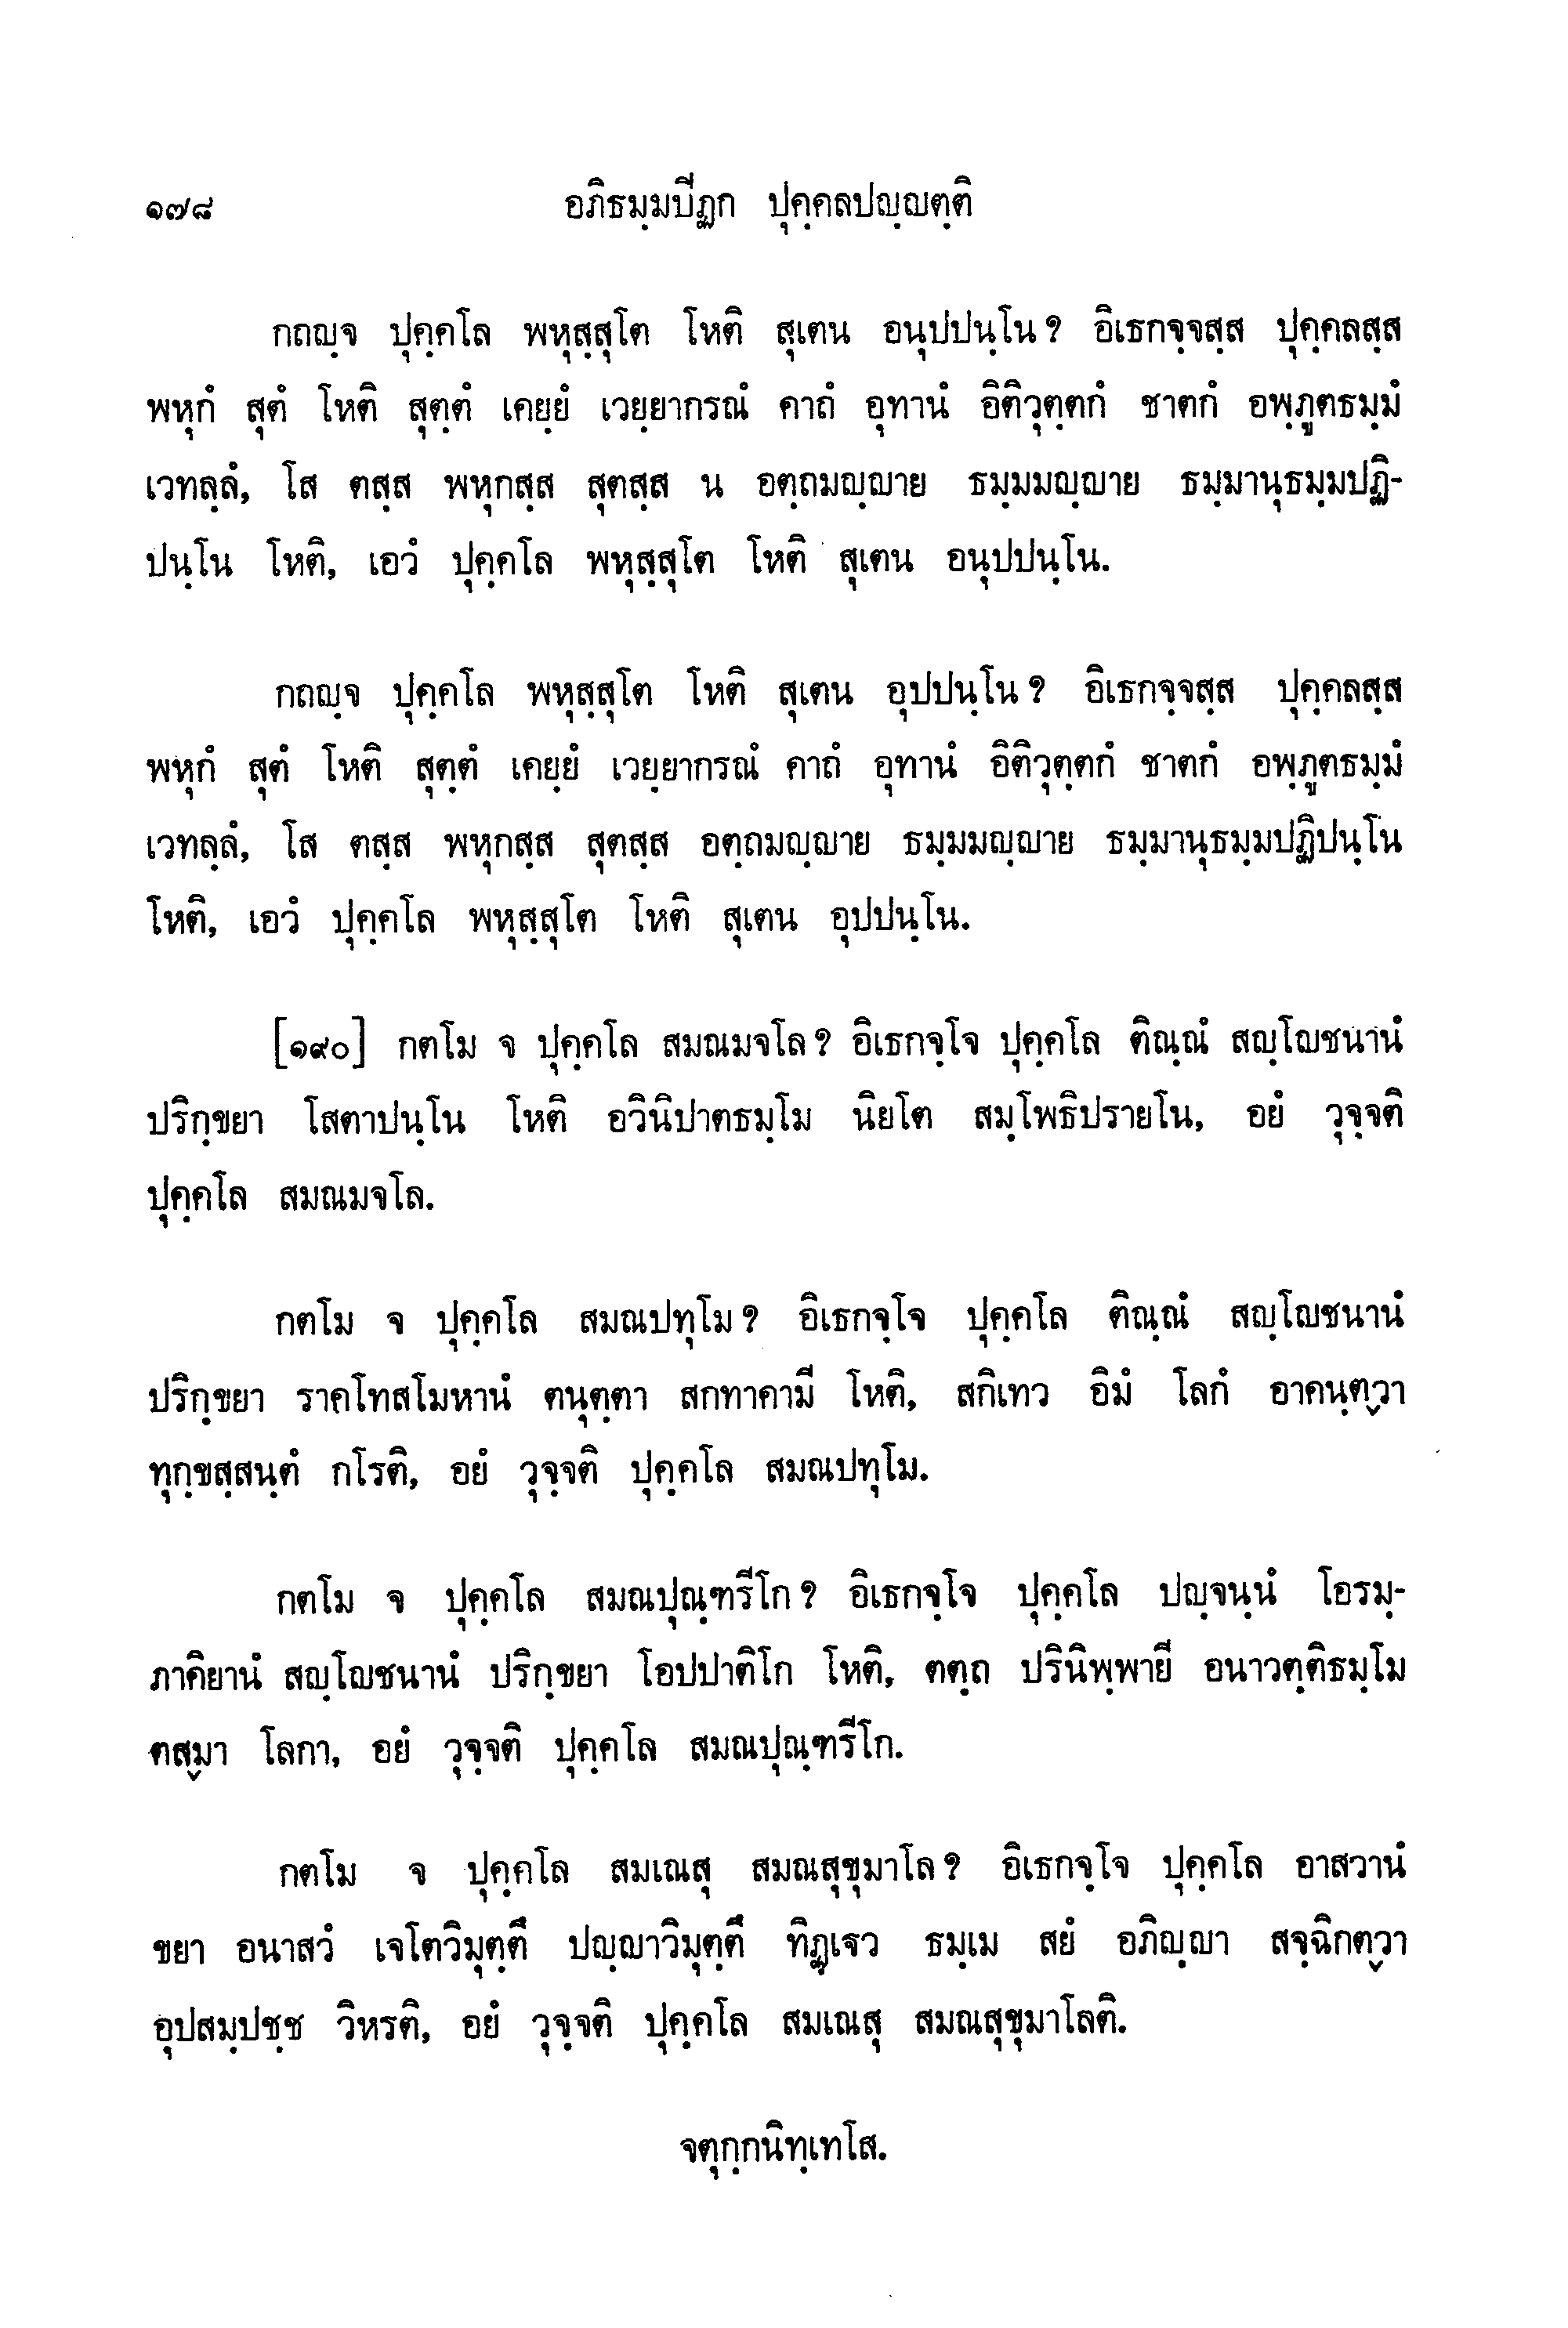 ๑๗๘ อภิธมฺมปีฏก ปุคฺคลปญฺญตฺติ
กถญฺจ ปุคฺคโล พหุสฺสุโต โหติ สุเตน อนุปปนฺโน? อิเธกจฺจสฺส ปุคฺคลสฺส
พหุกํ สุตํ โหติ สุตฺตํ เคยฺยํ เวยฺยากรณํ คาถํ อุทานํ อิติวุตฺตกํ ชาตกํ อพฺภูตธมฺมํ
เวทลฺลํ, โส ตสฺส พหุกสฺส สุตสฺส น อตฺถมญฺญาย ธมฺมมญฺญาย ธมฺมานุธมฺมปฏิ-
ปนฺโน โหติ, เอวํ ปุคฺคโล พหุสฺสุโต โหติ สุเตน อนุปปนฺโน.
กถญฺจ ปุคฺคโล พหุสฺสุโต โหติ สุเตน อุปปนฺโน? อิเธกจฺจสฺส ปุคฺคลสฺส
พหุกํ สุตํ โหติ สุตฺตํ เคยฺยํ เวยฺยากรณํ คาถํ อุทานํ อิติวุตฺตกํ ชาตกํ อพฺภูตธมฺมํ
เวทลฺลํ, โส ตสฺส พหุกสฺส สุตสฺส อตฺถมญฺญาย ธมฺมมญฺญาย ธมฺมานุธมฺมปฏิปนฺโน
โหติ, เอวํ ปุคฺคโล พหุสฺสุโต โหติ สุเตน อุปปนฺโน.
[๑๙๐] กตโม จ ปุคฺคโล สมณมจโล? อิเธกจฺโจ ปุคฺคโล ติณฺณํ สญฺโญชนานํ
ปริกฺขยา โสตาปนฺโน โหติ อวินิปาตธมฺโม นิยโต สมฺโพธิปรายโน, อยํ วุจฺจติ
ปุคฺคโล สมณมจโล.
กตโม จ ปุคฺคโล สมณปทุโม? อิเธกจฺโจ ปุคฺคโล ติณฺณํ สญฺโญชนานํ
ปริกฺขยา ราคโทสโมหานํ ตนุตฺตา สกทาคามี โหติ, สกิเทว อิมํ โลกํ อาคนฺตฺวา
ทุกฺขสฺสนฺตํ กโรติ, อยํ วุจฺจติ ปุคฺคโล สมณปทุโม.
กตโม จ ปุคฺคโล สมณปุณฺฑรีโก? อิเธกจฺโจ ปุคฺคโล ปญฺจนฺนํ โอรมฺ-
ภาคิยานํ สญฺโญชนานํ ปริกฺขยา โอปปาติโก โหติ, ตตฺถ ปรินิพฺพายี อนาวตฺติธมฺโม
ตสฺมา โลกา, อยํ วุจฺจติ ปุคฺคโล สมณปุณฺฑรีโก.
กตโม จ ปุคฺคโล สมเณสุ สมณสุขุมาโล? อิเธกจฺโจ ปุคฺคโล อาสวานํ
ขยา อนาสวํ เจโตวิมุตฺตึ ปญฺญาวิมุตฺตึ ทิฏฺเฐว ธมฺเม สยํ อภิญฺญา สจฺฉิกตฺวา
อุปสมฺปชฺช วิหรติ, อยํ วุจฺจติ ปุคฺคโล สมเณสุ สมณสุขุมาโลติ.
จตุกฺกนิทฺเทโส.